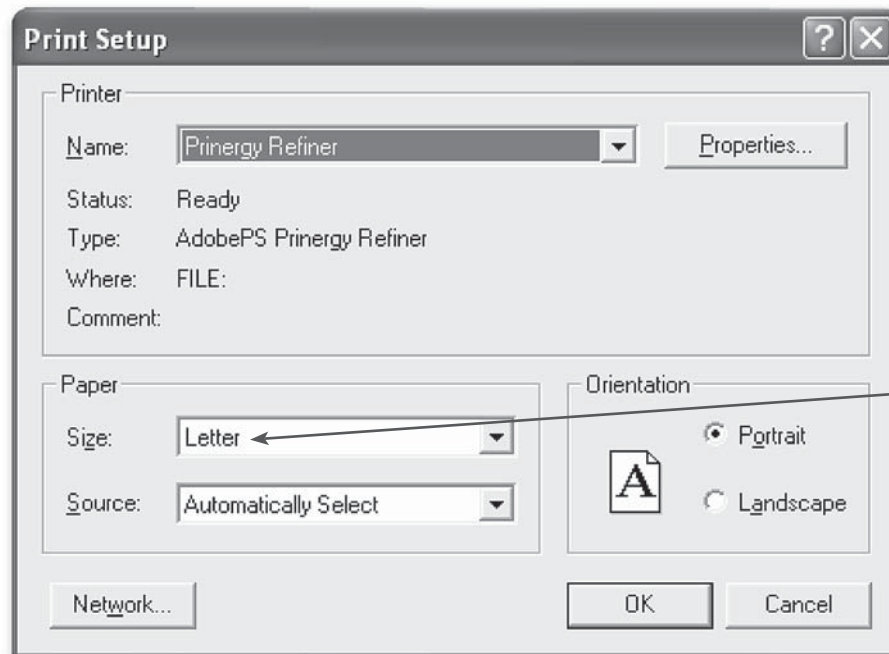 Print Setup
Printer
Name: Prinergy Refiner Properties...
Status: Ready
Type: AdobePS Prinergy Refiner
Where: FILE:
Comment:
Paper
Size: Letter
Source: Automatically Select
Orientation
A
Portrait
Landscape
Network... OK Cancel